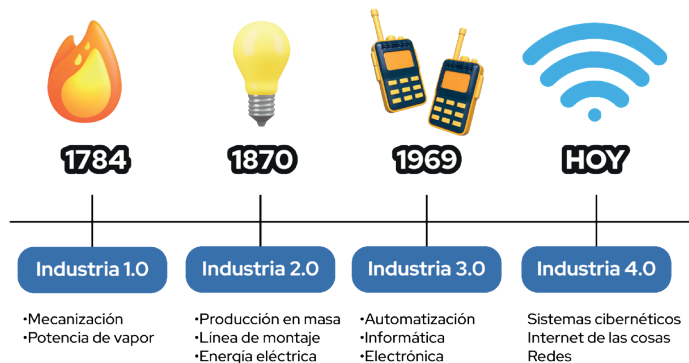 1784
1870
1969
HOY
Industria 1.0
Industria 2.0
Industria 3.0
Industria 4.0
•Mecanización
•Potencia de vapor
•Producción en masa
•Línea de montaje
•Energía eléctrica
•Automatización
•Informática
•Electrónica
Sistemas cibernéticos
Internet de las cosas
Redes